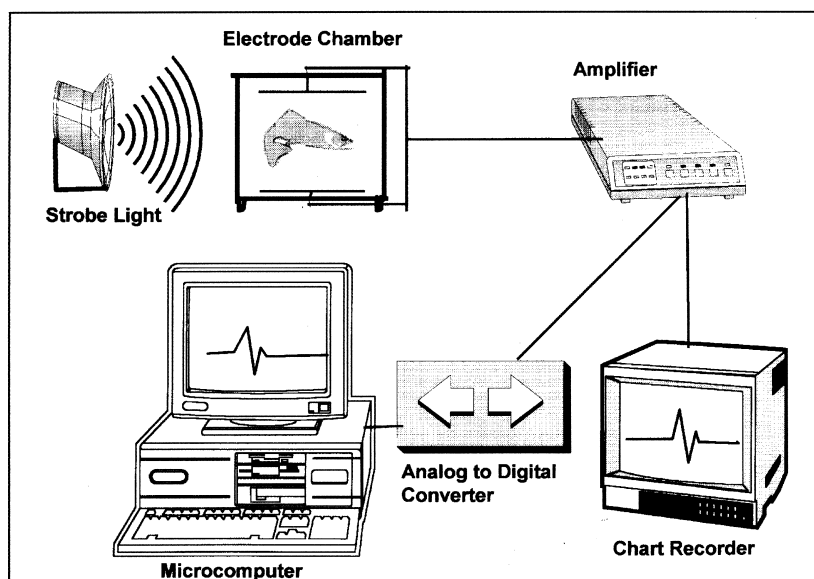 Electrode Chamber
Amplifier
Strobe Light
Analog to Digital
Converter
Chart Recorder
Microcomputer